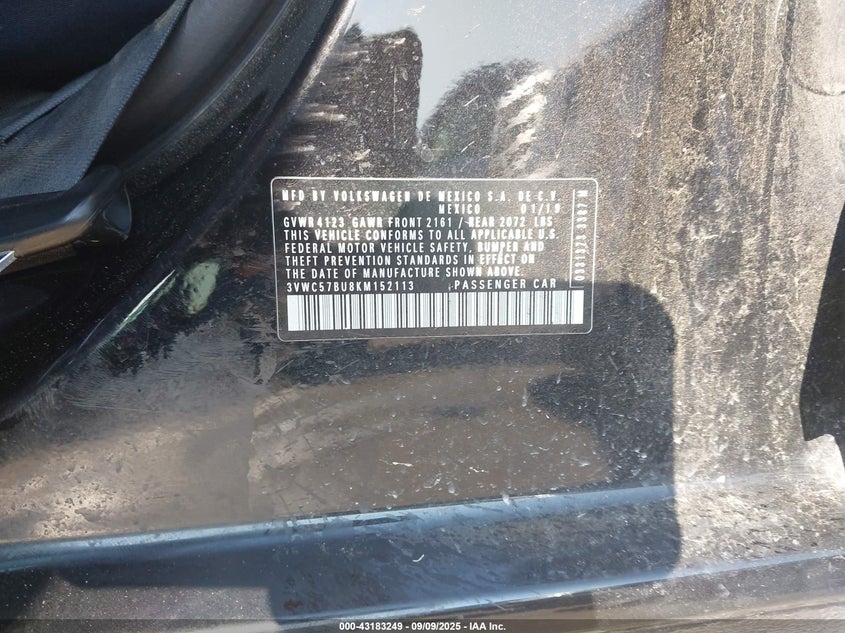 MFD BY VOLKSWAGEN DE MEXICO S.A. DE C.V.
MEXICO 01/19
GVWR 4123 GAWR FRONT 2161 / REAR 2072 LBS
THIS VEHICLE CONFORMS TO ALL APPLICABLE U.S.
FEDERAL MOTOR VEHICLE SAFETY, BUMPER AND
THEFT PREVENTION STANDARDS IN EFFECT ON
THE DATE OF MANUFACTURE SHOWN ABOVE.
3VWC57BU8KM152113 PASSENGER CAR
000-43183249 - 09/09/2025 - IAA Inc.